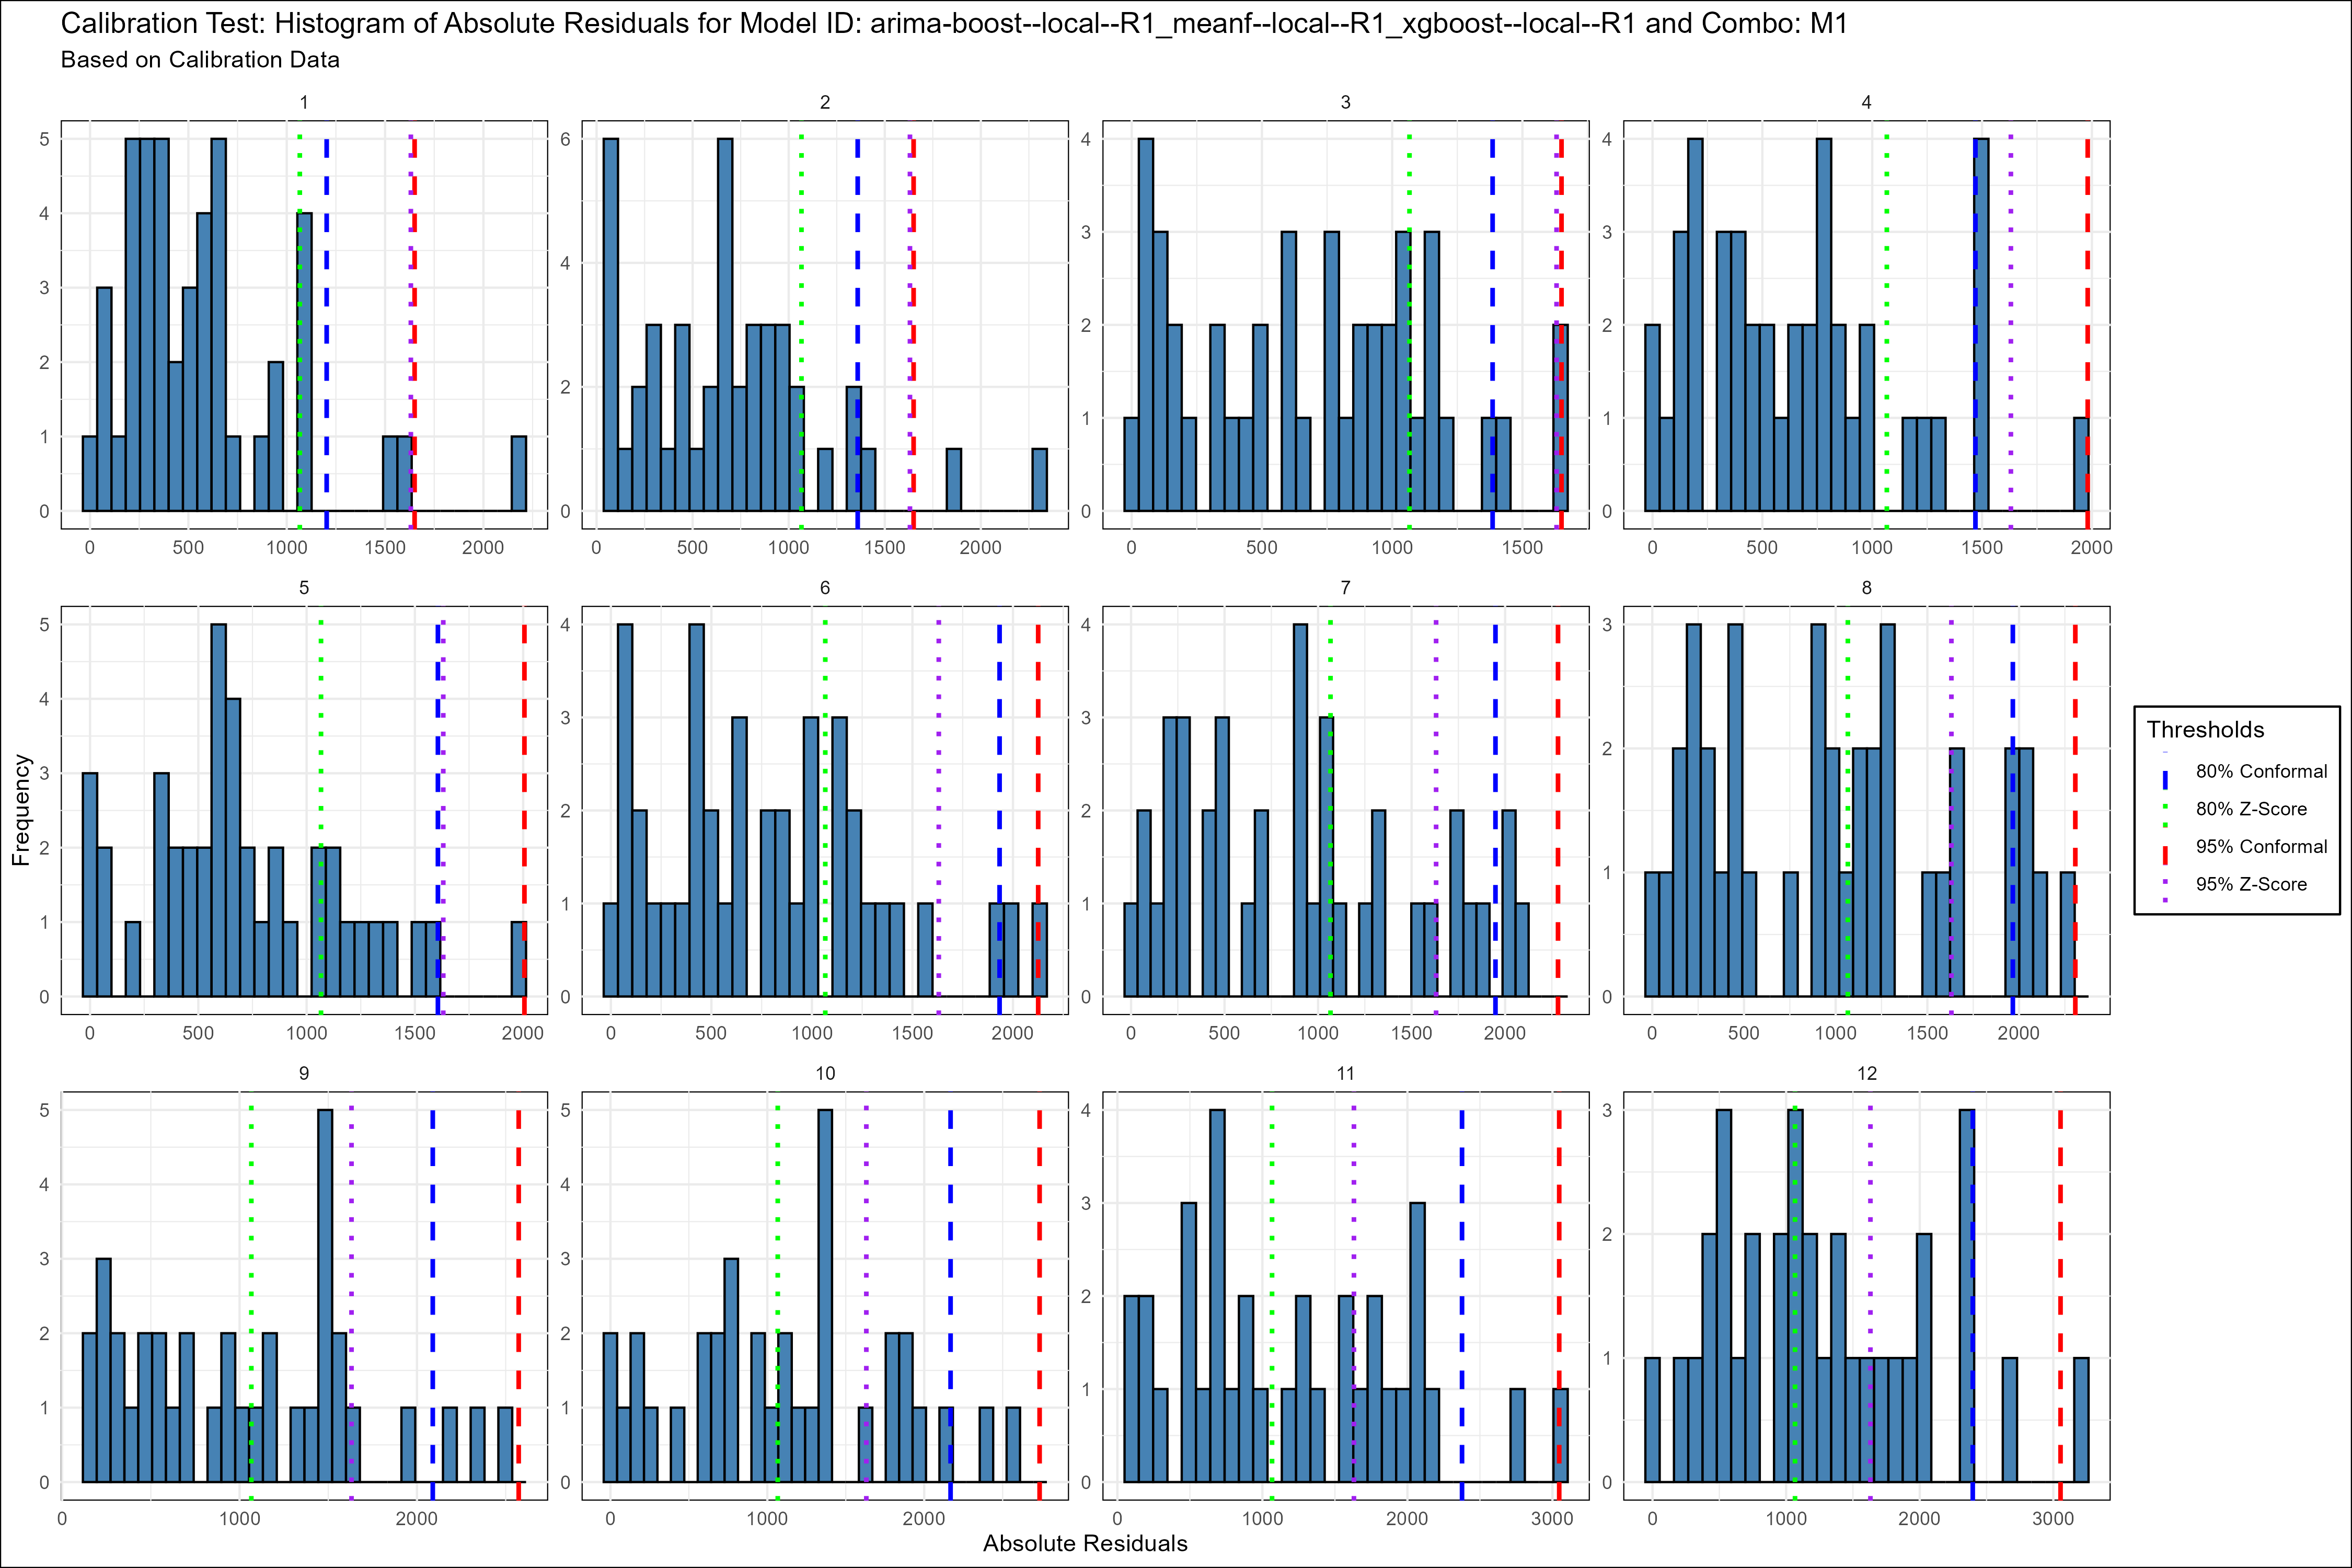 Calibration Test: Histogram of Absolute Residuals for Model ID: arima-boost--local--R1_meanf--local--R1_xgboost--local--R1 and Combo: M1
Based on Calibration Data
1 2 3 4
5 6 4 4
4 3 3
4
3 2 2
2 2
1 1 1
0 0 0 0
0 500 1000 1500 2000 0 500 1000 1500 2000 0 500 1000 1500 0 500 1000 1500 2000
5 6 7 8
5 4 4 3
4 3 3
3 2
2 2 2
1 1 1 1
0 0 0 0
0 500 1000 1500 2000 0 500 1000 1500 2000 0 500 1000 1500 2000 0 500 1000 1500 2000
9 10 11 12
5 5 4 3
4 4 3
3 3 2
2 2 2
1 1 1 1
0 0 0 0
0 1000 2000 0 1000 2000 0 1000 2000 3000 0 1000 2000 3000
Frequency
Absolute Residuals
Thresholds
80% Conformal
80% Z-Score
95% Conformal
95% Z-Score